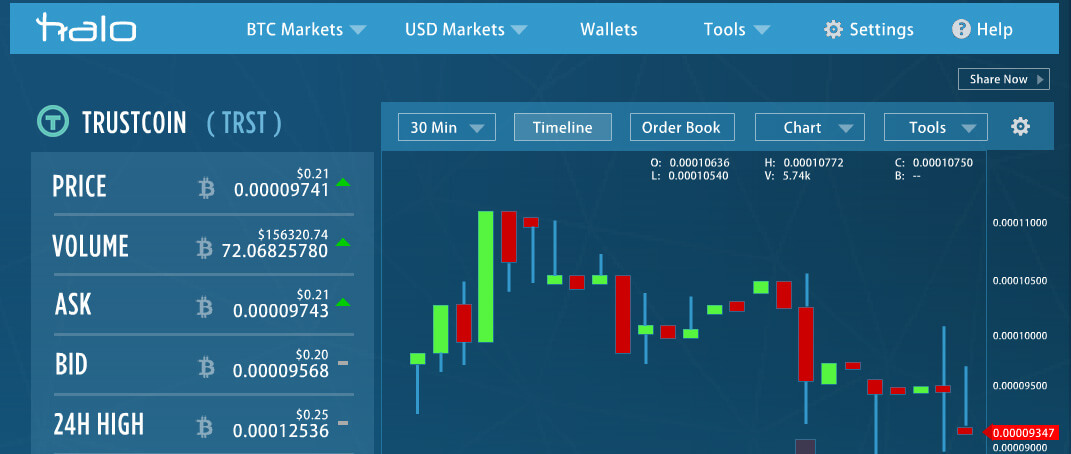 halo
BTC Markets
USD Markets
Wallets
Tools
Settings
? Help
Share Now
TRUSTCOIN ( TRST )
30 Min
Timeline
Order Book
Chart
Tools
O: 0.00010636 H: 0.00010772 C: 0.00010750
L: 0.00010540 V: 5.74k B: --
PRICE
$0.21
0.00009741
VOLUME
$156320.74
72.06825780
ASK
$0.21
0.00009743
BID
$0.20
0.00009568
24H HIGH
$0.25
0.00012536
0.00011000
0.00010500
0.00010000
0.00009500
0.00009347
0.00009000